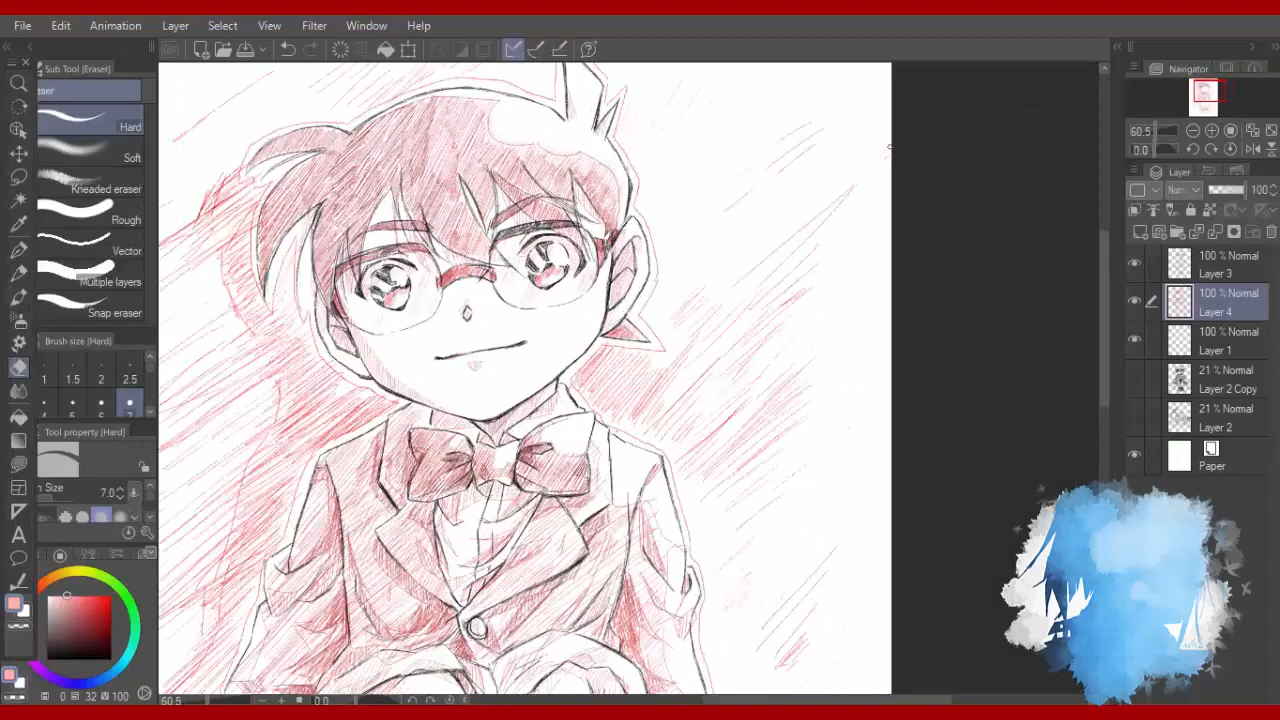 File Edit Animation Layer Select View Filter Window Help
Sub Tool [Eraser]
Navigator
Hard
Soft
60.5
0.0
Layer
Kneaded eraser
Rough
100
Vector
100 % Normal
Layer 3
Multiple layers
100 % Normal
Layer 4
Snap eraser
100 % Normal
Layer 1
Brush size [Hard]
1 1.5 2 2.5
21 % Normal
Layer 2 Copy
21 % Normal
Layer 2
Tool property [Hard]
Paper
Size 7.0
A
0 32 100
60.5 0.0